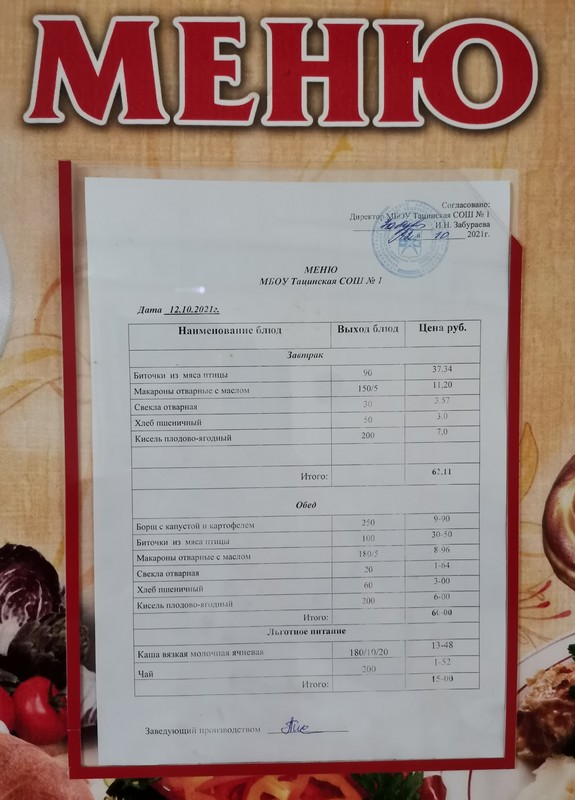 МЕНЮ
Согласовано:
Директор МБОУ Тацинская СОШ № 1
И.Н. Забураева
10 2021г.
МЕНЮ
МБОУ Тацинская СОШ № 1
Дата 12.10.2021г.
Наименование блюд Выход блюд Цена руб.
Завтрак
Биточки из мяса птицы 90 37.34
Макароны отварные с маслом 150/5 11,20
Свекла отварная 30 3.57
Хлеб пшеничный 50 3.0
Кисель плодово-ягодный 200 7.0
Итого: 62.11
Обед
Борщ с капустой и картофелем 250 9-90
Биточки из мяса птицы 100 30-50
Макароны отварные с маслом 180/5 8-96
Свекла отварная 20 1-64
Хлеб пшеничный 60 3-00
Кисель плодово-ягодный 200 6-00
Итого: 60-00
Льготное питание
Каша вязкая молочная ячневая 180/10/20 13-48
Чай 200 1-52
Итого: 15-00
Заведующий производством